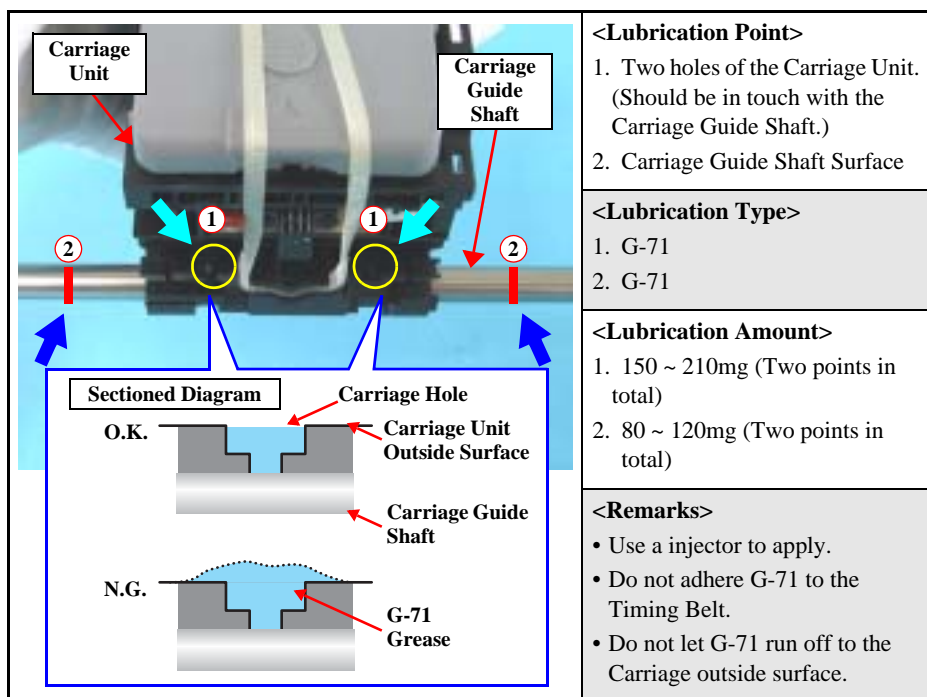 Carriage
Unit
Carriage
Guide
Shaft
1
1
2
2
Sectioned Diagram
Carriage Hole
O.K.
Carriage Unit
Outside Surface
Carriage Guide
Shaft
N.G.
G-71
Grease
<Lubrication Point>
1. Two holes of the Carriage Unit.
(Should be in touch with the
Carriage Guide Shaft.)
2. Carriage Guide Shaft Surface
<Lubrication Type>
1. G-71
2. G-71
<Lubrication Amount>
1. 150 ~ 210mg (Two points in
total)
2. 80 ~ 120mg (Two points in
total)
<Remarks>
• Use a injector to apply.
• Do not adhere G-71 to the
Timing Belt.
• Do not let G-71 run off to the
Carriage outside surface.